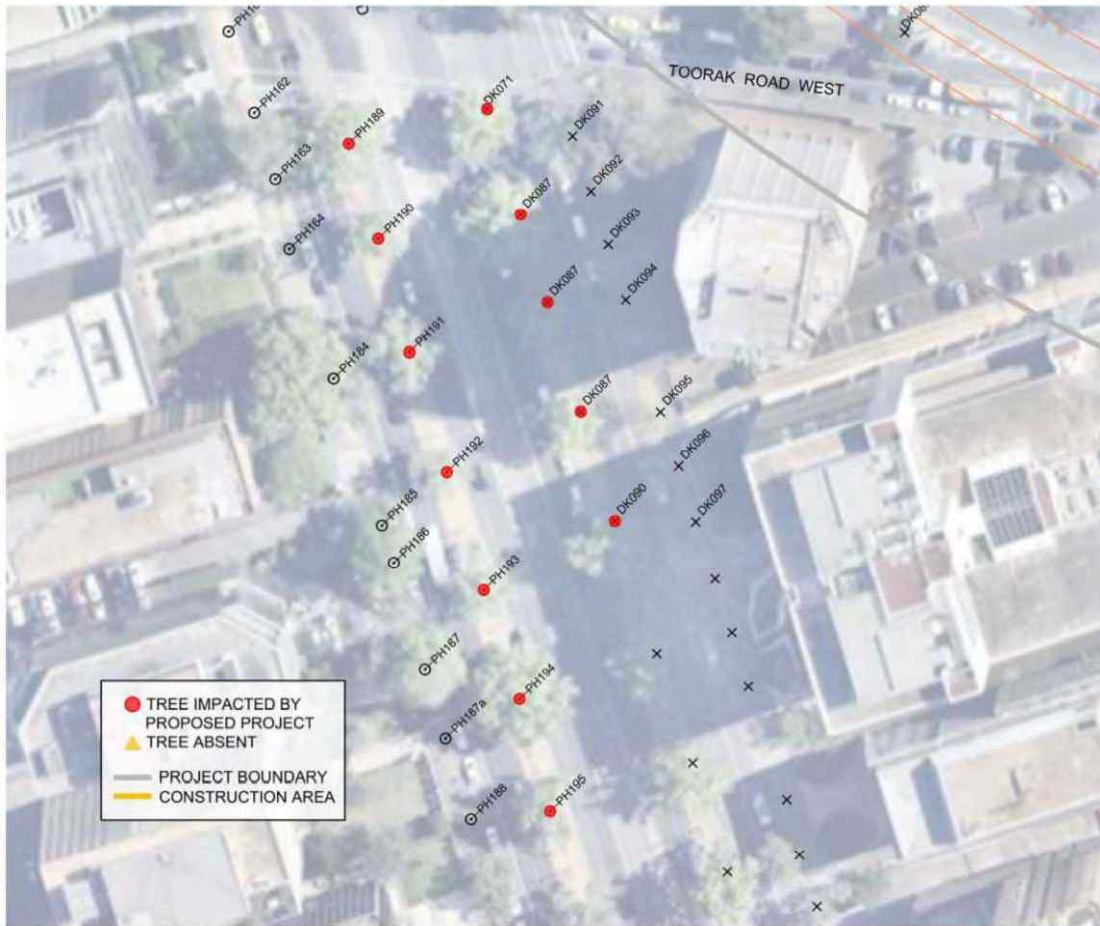 TOORAK ROAD WEST
PH162
PH163
PH164
PH189
PH190
PH191
PH184
PH192
PH185
PH186
PH193
PH187
PH194
PH187a
PH188
PH195
DK071
DK091
DK087
DK092
DK093
DK087
DK094
DK087
DK095
DK096
DK090
DK097
TREE IMPACTED BY
PROPOSED PROJECT
TREE ABSENT
PROJECT BOUNDARY
CONSTRUCTION AREA